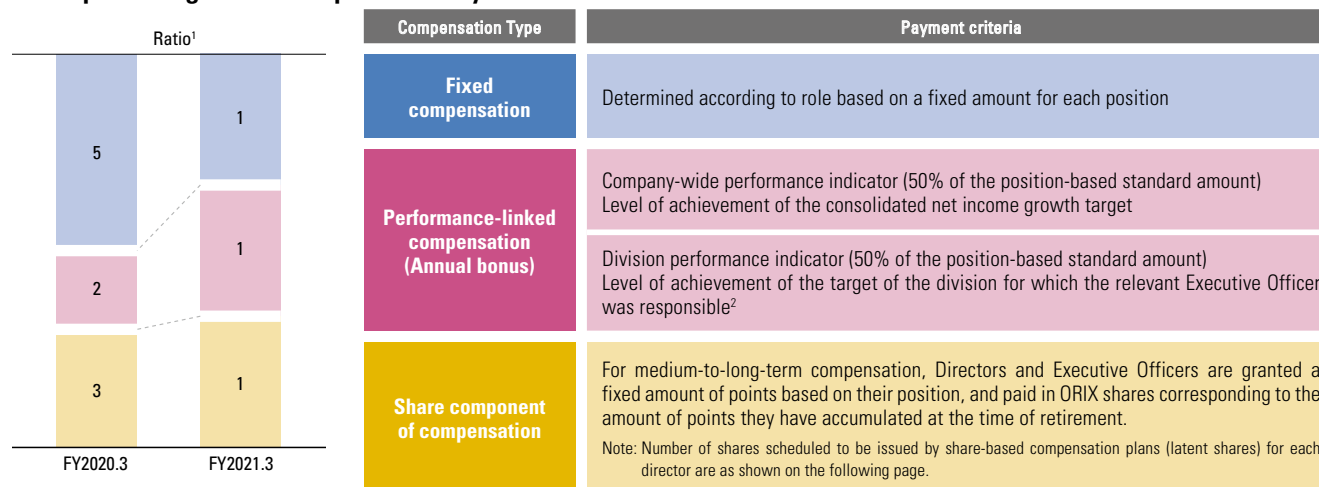 Ratio¹
5
2
3
FY2020.3
1
1
1
FY2021.3
Compensation Type
Payment criteria
Fixed
compensation
Determined according to role based on a fixed amount for each position
Performance-linked
compensation
(Annual bonus)
Company-wide performance indicator (50% of the position-based standard amount)
Level of achievement of the consolidated net income growth target
Division performance indicator (50% of the position-based standard amount)
Level of achievement of the target of the division for which the relevant Executive Officer
was responsible²
Share component
of compensation
For medium-to-long-term compensation, Directors and Executive Officers are granted a
fixed amount of points based on their position, and paid in ORIX shares corresponding to the
amount of points they have accumulated at the time of retirement.
Note: Number of shares scheduled to be issued by share-based compensation plans (latent shares) for each
director are as shown on the following page.